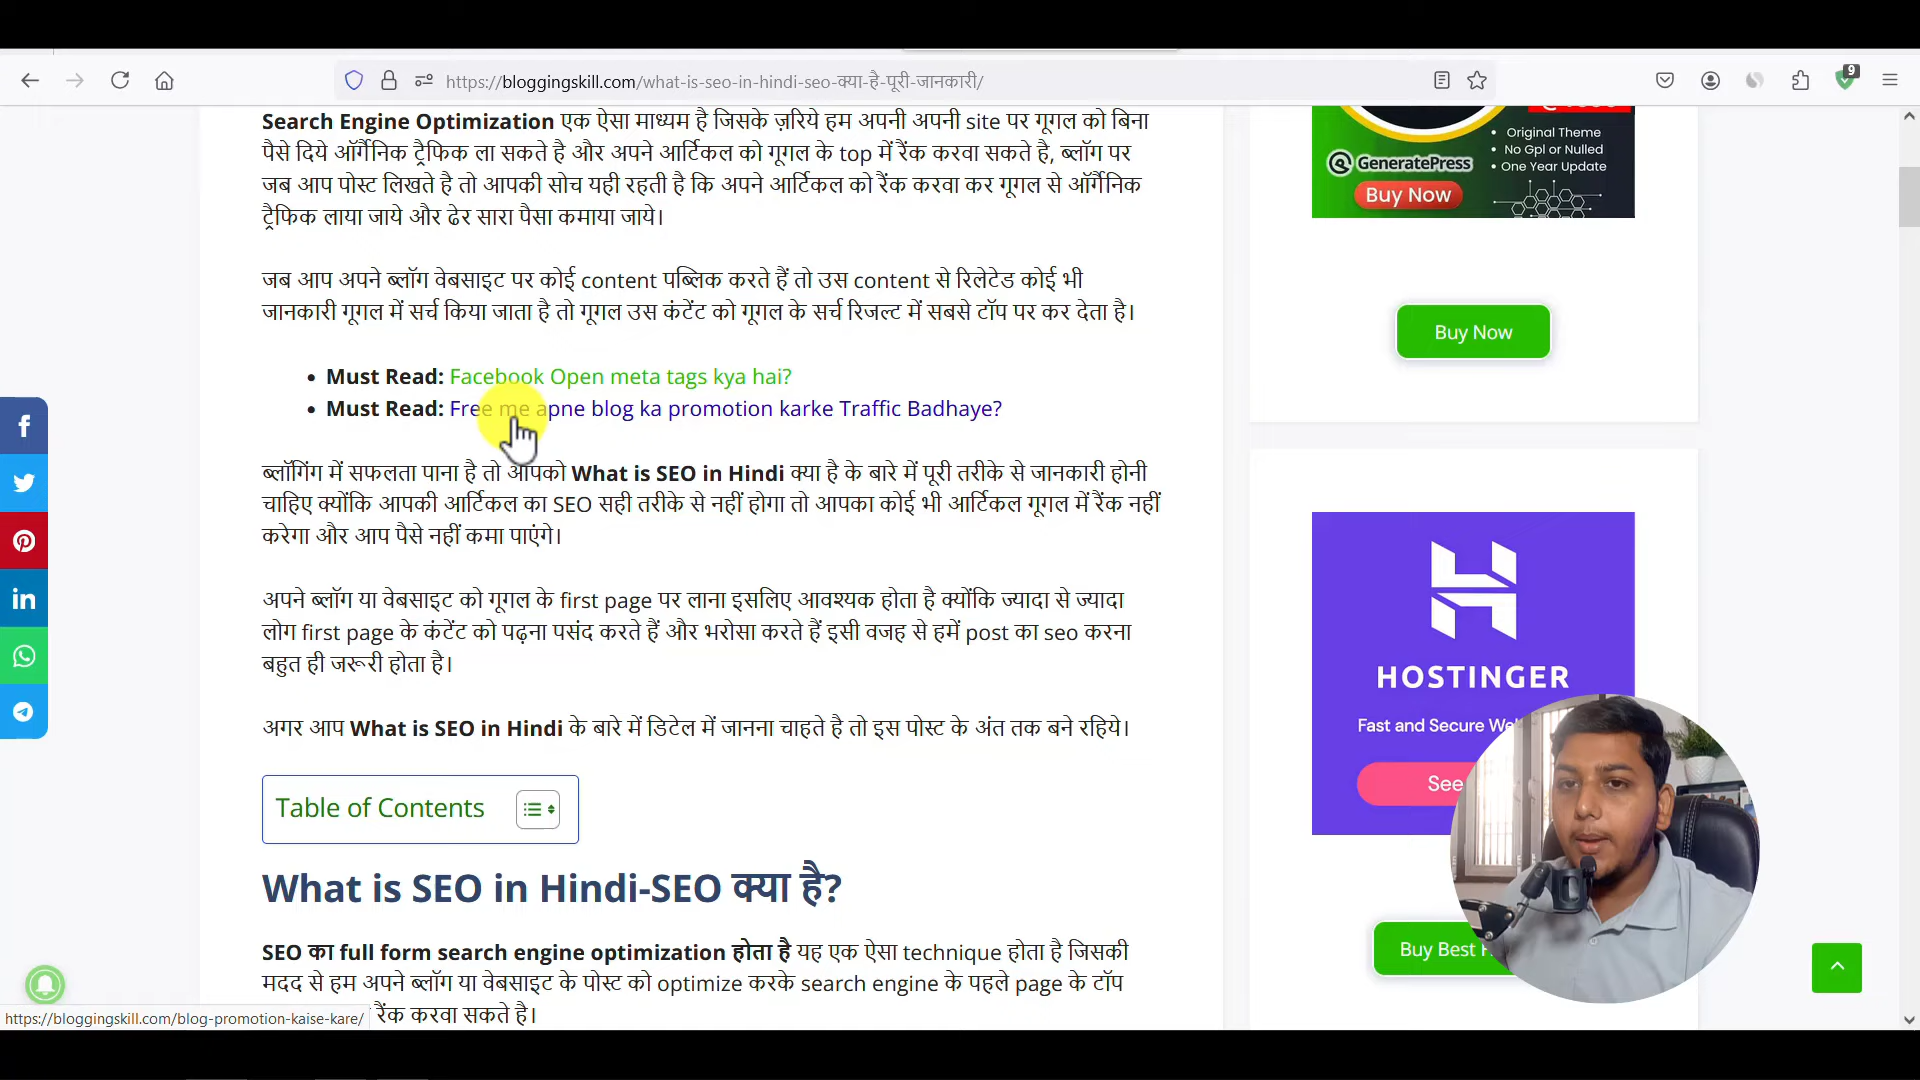 9
https://bloggingskill.com/what-is-seo-in-hindi-seo-क्या-है-पूरी-जानकारी/
Search Engine Optimization एक ऐसा माध्यम है जिसके ज़रिये हम अपनी अपनी site पर गूगल को बिना
पैसे दिये ऑर्गैनिक ट्रैफिक ला सकते है और अपने आर्टिकल को गूगल के top में रैंक करवा सकते है, ब्लॉग पर
जब आप पोस्ट लिखते है तो आपकी सोच यही रहती है कि अपने आर्टिकल को रैंक करवा कर गूगल से ऑर्गैनिक
ट्रैफिक लाया जाये और ढेर सारा पैसा कमाया जाये।
जब आप अपने ब्लॉग वेबसाइट पर कोई content पब्लिक करते हैं तो उस content से रिलेटेड कोई भी
जानकारी गूगल में सर्च किया जाता है तो गूगल उस कंटेंट को गूगल के सर्च रिजल्ट में सबसे टॉप पर कर देता है।
• Must Read: Facebook Open meta tags kya hai?
• Must Read: Free me apne blog ka promotion karke Traffic Badhaye?
ब्लॉगिंग में सफलता पाना है तो आपको What is SEO in Hindi क्या है के बारे में पूरी तरीके से जानकारी होनी
चाहिए क्योंकि आपकी आर्टिकल का SEO सही तरीके से नहीं होगा तो आपका कोई भी आर्टिकल गूगल में रैंक नहीं
करेगा और आप पैसे नहीं कमा पाएंगे।
अपने ब्लॉग या वेबसाइट को गूगल के first page पर लाना इसलिए आवश्यक होता है क्योंकि ज्यादा से ज्यादा
लोग first page के कंटेंट को पढ़ना पसंद करते हैं और भरोसा करते हैं इसी वजह से हमें post का seo करना
बहुत ही जरूरी होता है।
अगर आप What is SEO in Hindi के बारे में डिटेल में जानना चाहते है तो इस पोस्ट के अंत तक बने रहिये।
Table of Contents
What is SEO in Hindi-SEO क्या है?
SEO का full form search engine optimization होता है यह एक ऐसा technique होता है जिसकी
मदद से हम अपने ब्लॉग या वेबसाइट के पोस्ट को optimize करके search engine के पहले page के टॉप
रैंक करवा सकते है।
https://bloggingskill.com/blog-promotion-kaise-kare/
• Original Theme
• No Gpl or Nulled
• One Year Update
GeneratePress
Buy Now
Buy Now
HOSTINGER
Fast and Secure
See
Buy Best